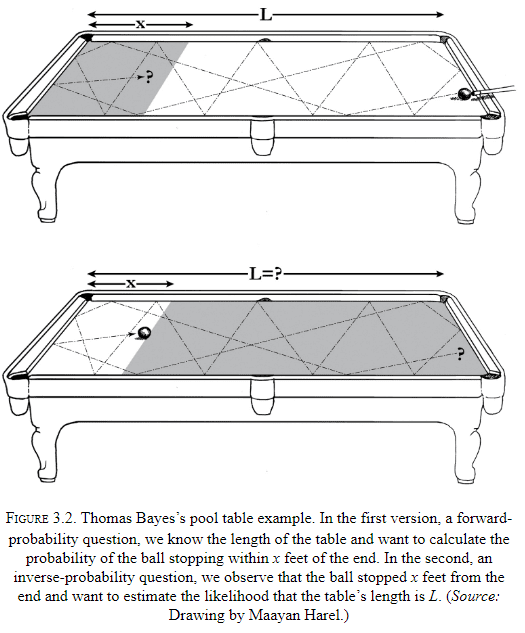 L
x
?
L=?
x
?
FIGURE 3.2. Thomas Bayes’s pool table example. In the first version, a forward-
probability question, we know the length of the table and want to calculate the
probability of the ball stopping within x feet of the end. In the second, an
inverse-probability question, we observe that the ball stopped x feet from the
end and want to estimate the likelihood that the table’s length is L. (Source:
Drawing by Maayan Harel.)